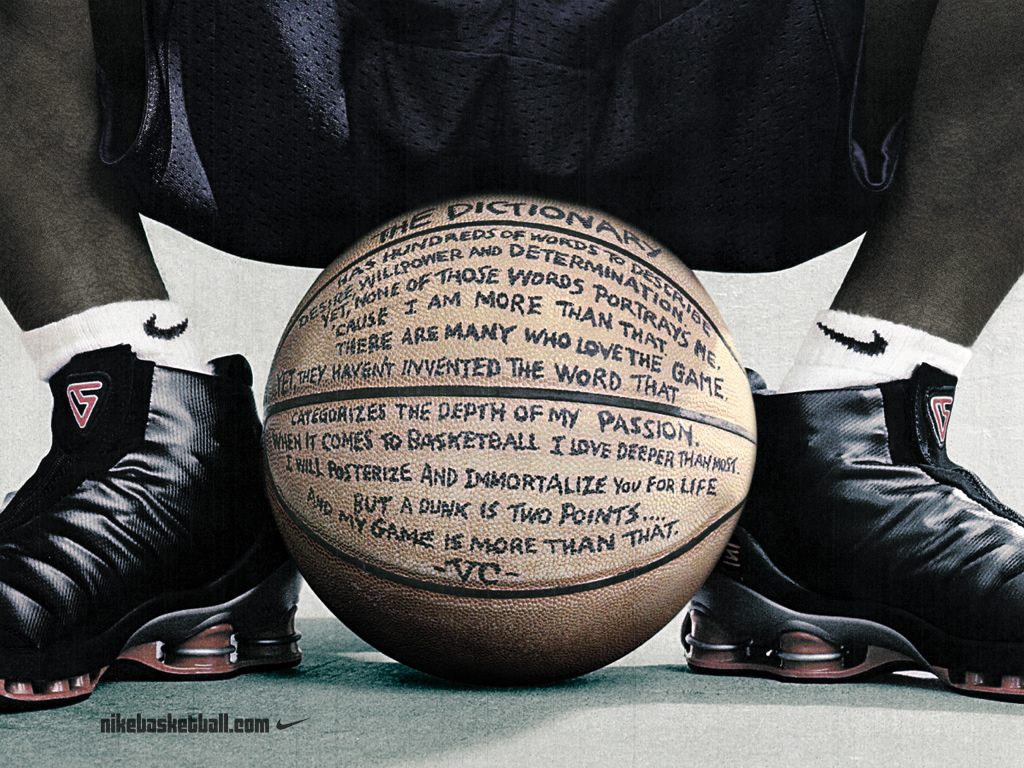 THE DICTIONARY
HAS HUNDREDS OF WORDS TO DESCRIBE
DESIRE, WILLPOWER AND DETERMINATION,
YET, NONE OF THOSE WORDS PORTRAYS ME.
'CAUSE I AM MORE THAN THAT.
THERE ARE MANY WHO LOVE THE GAME.
YET THEY HAVEN'T INVENTED THE WORD THAT
CATEGORIZES THE DEPTH OF MY PASSION.
WHEN IT COMES TO BASKETBALL I LOVE DEEPER THAN MOST.
I WILL POSTERIZE AND IMMORTALIZE YOU FOR LIFE
BUT A DUNK IS TWO POINTS...
AND MY GAME IS MORE THAN THAT.
-VC-
nikebasketball.com